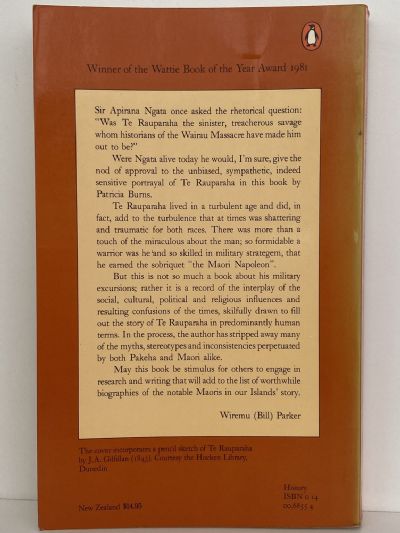 Winner of the Wattie Book of the Year Award 1981
Sir Apirana Ngata once asked the rhetorical question:
"Was Te Rauparaha the sinister, treacherous savage
whom historians of the Wairau Massacre have made him
out to be?"
Were Ngata alive today he would, I'm sure, give the
nod of approval to the unbiased, sympathetic, indeed
sensitive portrayal of Te Rauparaha in this book by
Patricia Burns.
Te Rauparaha lived in a turbulent age and did, in
fact, add to the turbulence that at times was shattering
and traumatic for both races. There was more than a
touch of the miraculous about the man; so formidable a
warrior was he and so skilled in military strategem, that
he earned the sobriquet "the Maori Napoleon".
But this is not so much a book about his military
excursions; rather it is a record of the interplay of the
social, cultural, political and religious influences and
resulting confusions of the times, skilfully drawn to fill
out the story of Te Rauparaha in predominantly human
terms. In the process, the author has stripped away many
of the myths, stereotypes and inconsistencies perpetuated
by both Pakeha and Maori alike.
May this book be stimulus for others to engage in
research and writing that will add to the list of worthwhile
biographies of the notable Maoris in our Islands' story.
Wiremu (Bill) Parker
The cover incorporates a pencil sketch of Te Rauparaha
by J.A. Gilfillan (1842). Courtesy the Hocken Library,
Dunedin
History
ISBN 0 14
00.6835 4
New Zealand $14.95